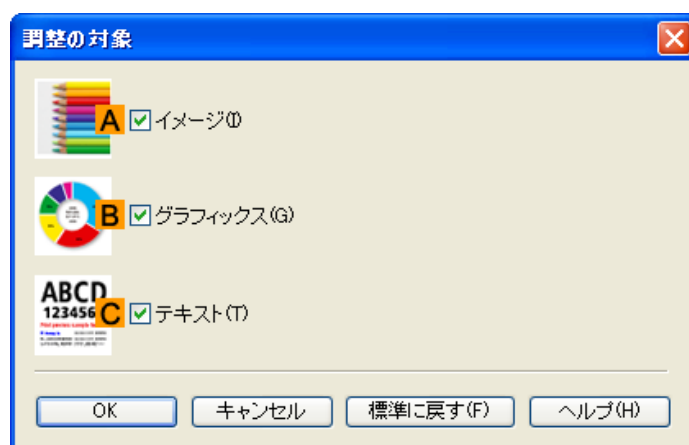 調整の対象
A イメージ(I)
B グラフィックス(G)
ABCD
123456
C テキスト(T)
OK キャンセル 標準に戻す(F) ヘルプ(H)